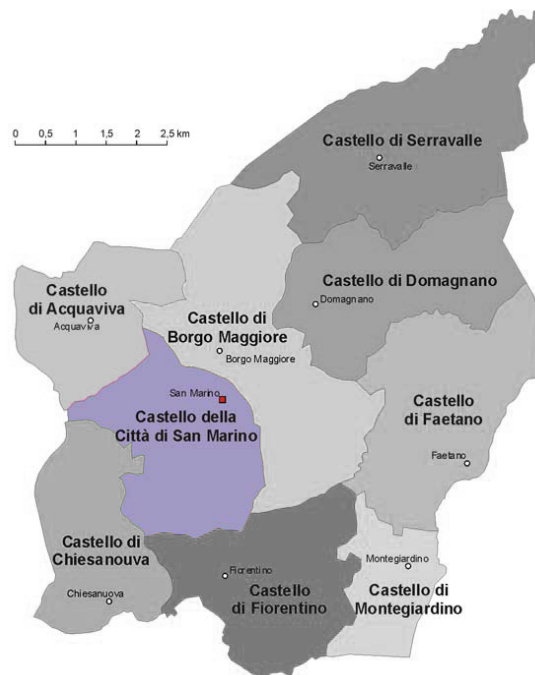 0 0,5 1 1,5 2 2,5 km
Castello di Serravalle
Serravalle
Castello di Domagnano
Domagnano
Castello
di Acquaviva
Acquaviva
Castello di
Borgo Maggiore
Borgo Maggiore
San Marino
Castello della
Città di San Marino
Castello
di Faetano
Faetano
Castello di
Chiesanouva
Chiesanuova
Fiorentino
Castello
di Fiorentino
Montegiardino
Castello di
Montegiardino